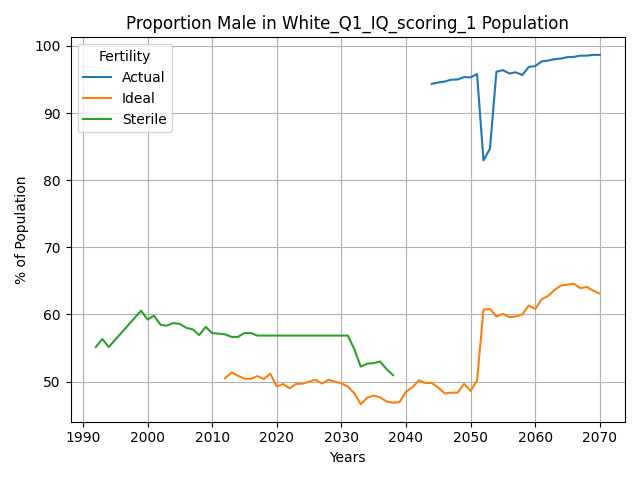 Proportion Male in White_Q1_IQ_scoring_1 Population
Fertility
Actual
Ideal
Sterile
% of Population
100
90
80
70
60
50
1990 2000 2010 2020 2030 2040 2050 2060 2070
Years